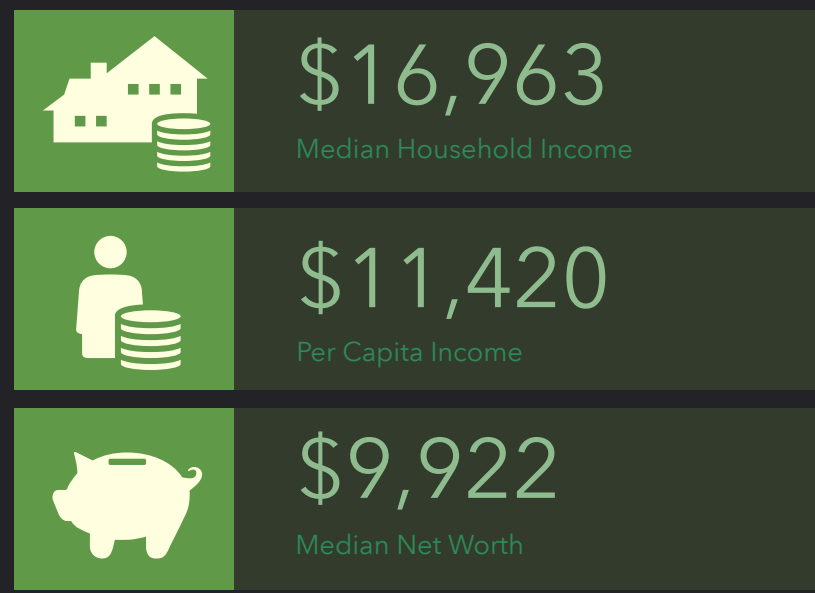 $16,963
Median Household Income
$11,420
Per Capita Income
$9,922
Median Net Worth